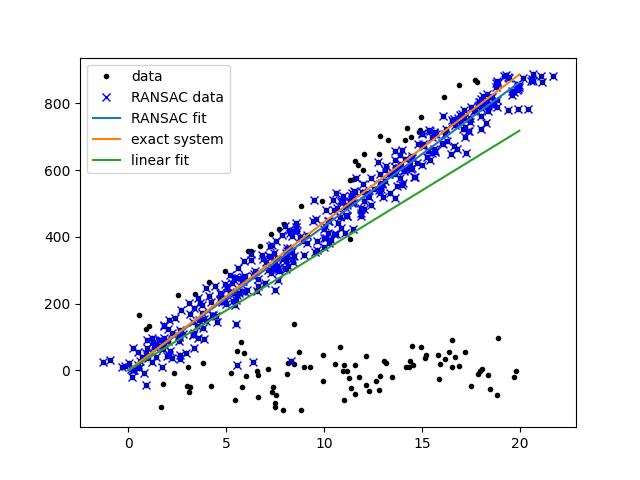 data
RANSAC data
RANSAC fit
exact system
linear fit
800
600
400
200
0
0 5 10 15 20